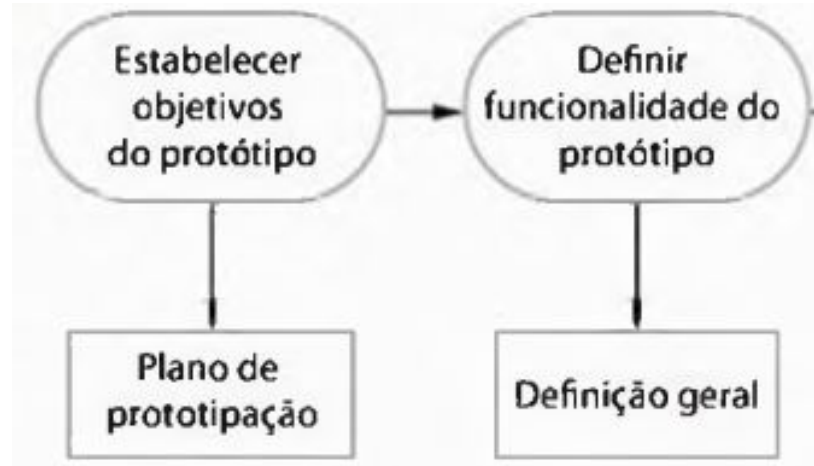 Estabelecer
objetivos
do protótipo
Definir
funcionalidade do
protótipo
Plano de
prototipação
Definição geral